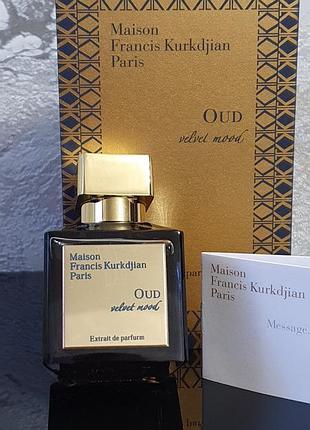 Maison
Francis Kurkdjian
Paris
OUD
velvet mood
Maison
Francis Kurkdjian
Paris
OUD
velvet mood
Extrait de parfurm
Maison
Francis Kurkdjian
Paris
Message